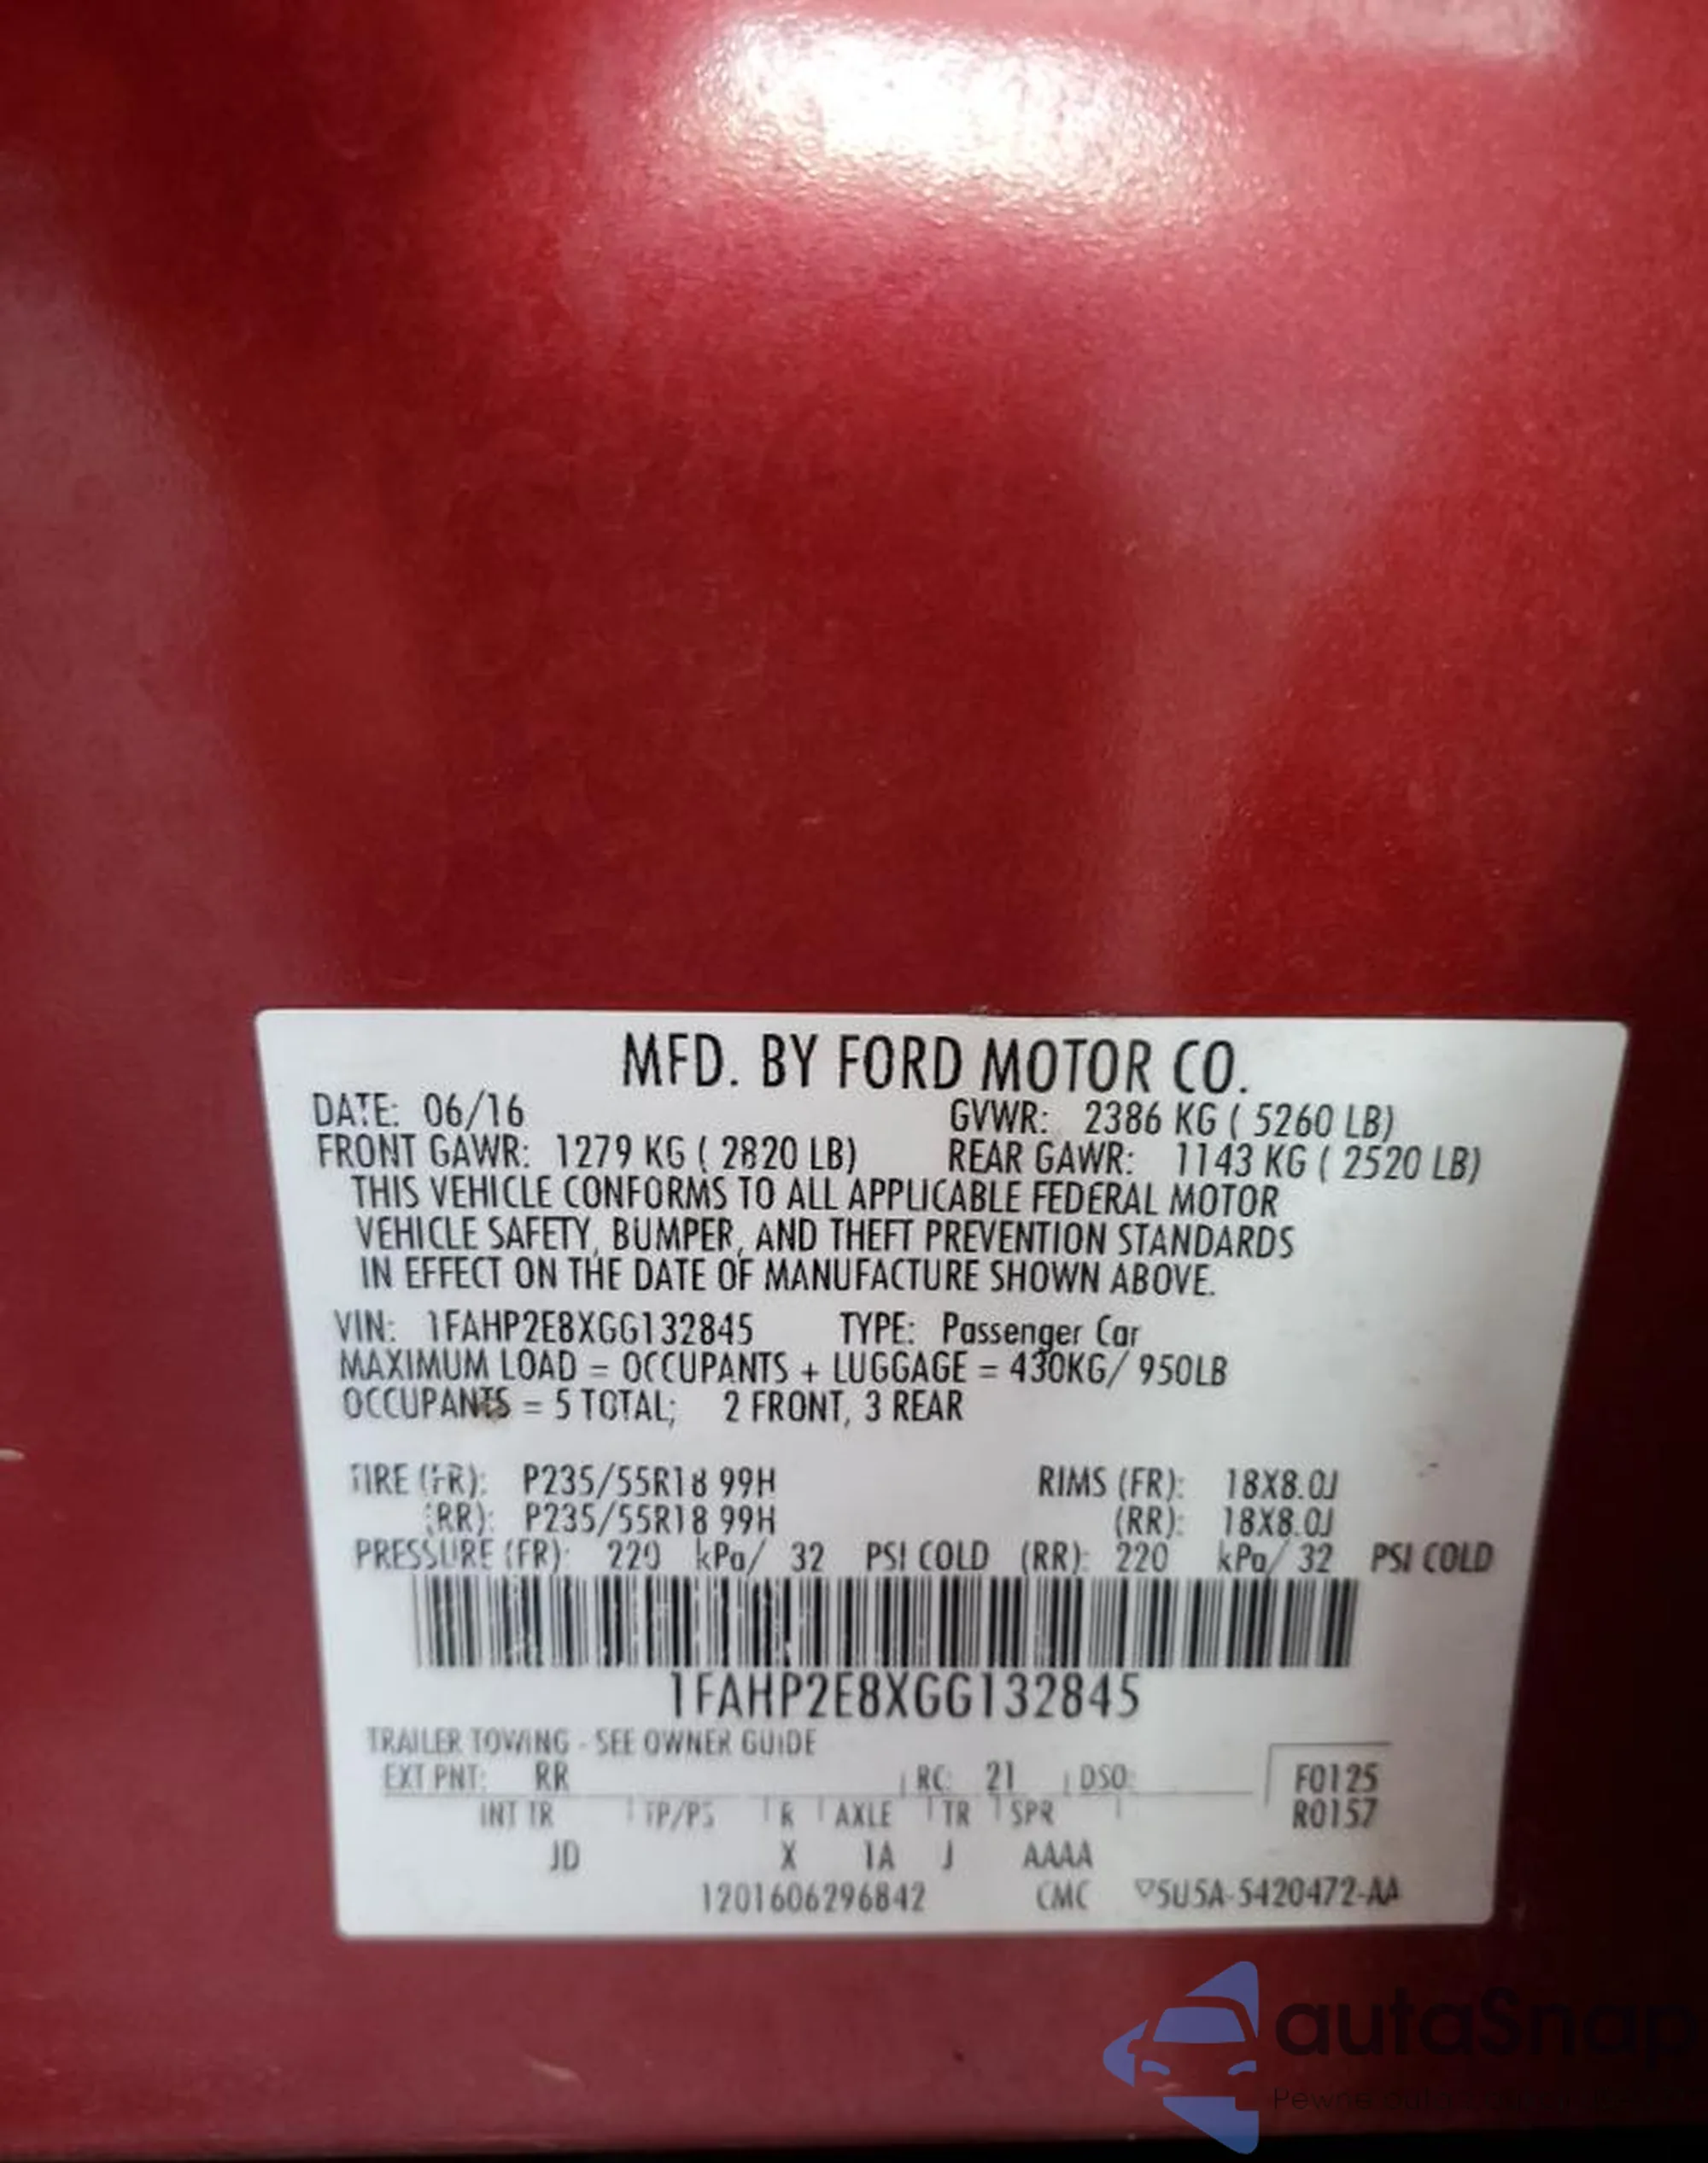 MFD. BY FORD MOTOR CO.
DATE: 06/16 GVWR: 2386 KG ( 5260 LB)
FRONT GAWR: 1279 KG ( 2820 LB) REAR GAWR: 1143 KG ( 2520 LB)
THIS VEHICLE CONFORMS TO ALL APPLICABLE FEDERAL MOTOR
VEHICLE SAFETY, BUMPER, AND THEFT PREVENTION STANDARDS
IN EFFECT ON THE DATE OF MANUFACTURE SHOWN ABOVE.
VIN: 1FAHP2E8XGG132845 TYPE: Passenger Car
MAXIMUM LOAD = OCCUPANTS + LUGGAGE = 430KG/ 950LB
OCCUPANTS = 5 TOTAL; 2 FRONT, 3 REAR
TIRE (FR): P235/55R18 99H RIMS (FR): 18X8.0J
(RR): P235/55R18 99H (RR): 18X8.0J
PRESSURE (FR): 220 kPa/ 32 PSI COLD (RR): 220 kPa/ 32 PSI COLD
1FAHP2E8XGG132845
TRAILER TOWING - SEE OWNER GUIDE
EXT PNT: RR RC: 21 DSO: F0125
INT TR TP/PS R AXLE TR SPR R0157
JD X 1A J AAAA
1201606296842 CMC ▽5U5A-5420472-AA
autaSnap
Pewne